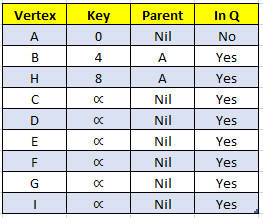 Vertex Key Parent In Q
A 0 Nil No
B 4 A Yes
H 8 A Yes
C ∝ Nil Yes
D ∝ Nil Yes
E ∝ Nil Yes
F ∝ Nil Yes
G ∝ Nil Yes
I ∝ Nil Yes